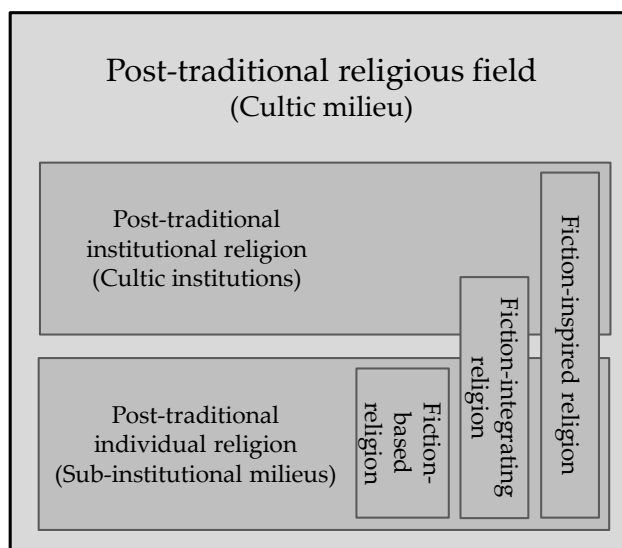 Post-traditional religious field
(Cultic milieu)
Post-traditional
institutional religion
(Cultic institutions)
Post-traditional
individual religion
(Sub-institutional milieus)
Fiction-
based
religion
Fiction-integrating
religion
Fiction-inspired religion